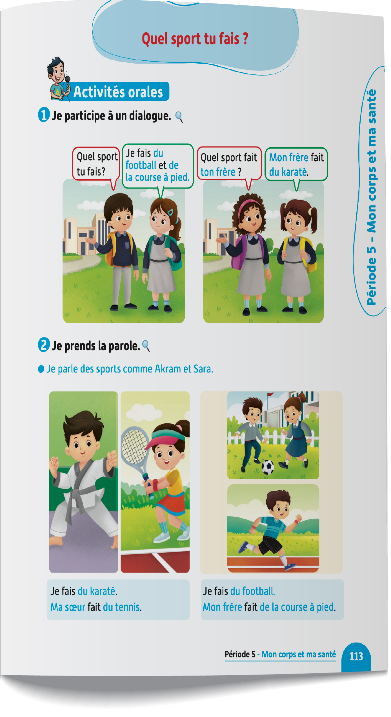 Quel sport tu fais ?
Activités orales
1 Je participe à un dialogue.
Quel sport
tu fais?
Je fais du
football et de
la course à pied.
Quel sport fait
ton frère ?
Mon frère fait
du karaté.
2 Je prends la parole.
Je parle des sports comme Akram et Sara.
Je fais du karaté.
Ma sœur fait du tennis.
Je fais du football.
Mon frère fait de la course à pied.
Période 5 - Mon corps et ma santé
Période 5 - Mon corps et ma santé
113